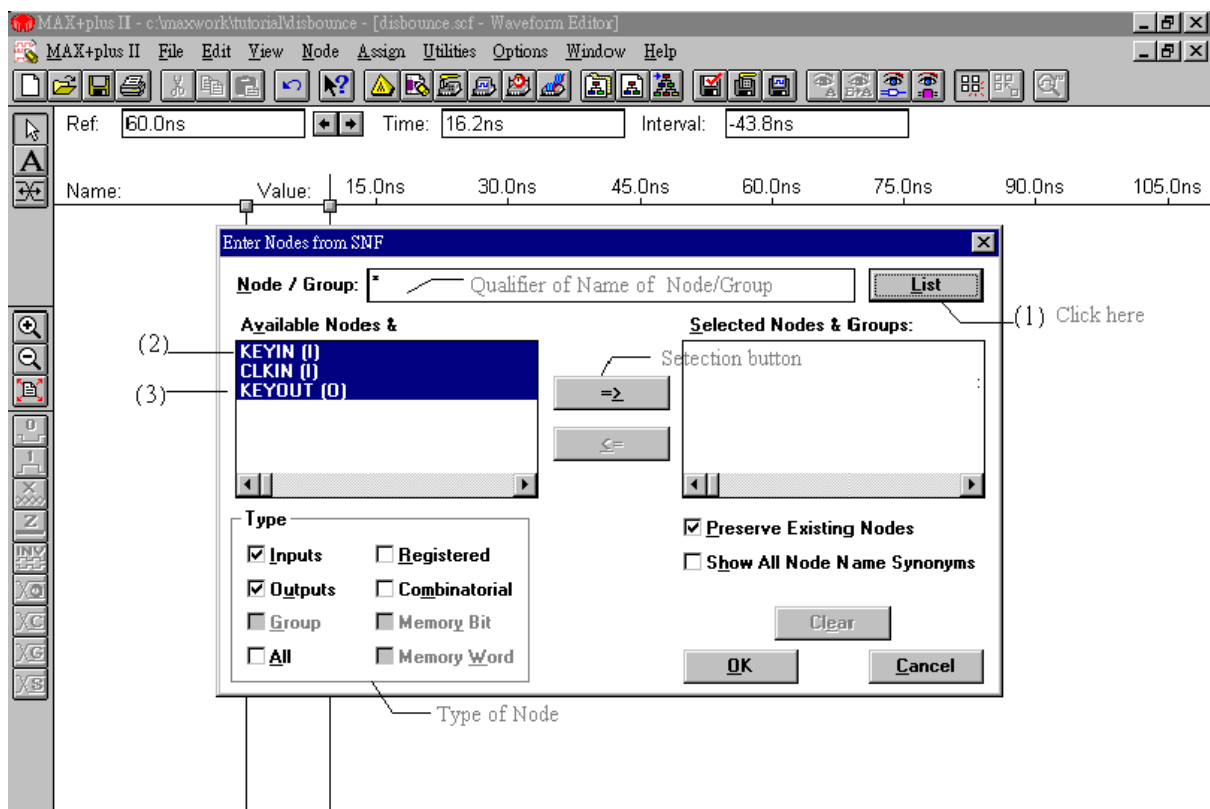 MAX+plus II - c:\maxwork\tutorial\disbounce - [disbounce.scf - Waveform Editor]
MAX+plus II File Edit View Node Assign Utilities Options Window Help
Ref: 60.0ns Time: 16.2ns Interval: -43.8ns
Name: Value: 15.0ns 30.0ns 45.0ns 60.0ns 75.0ns 90.0ns 105.0ns
Enter Nodes from SNF
Node / Group: * Qualifier of Name of Node/Group List
(1) Click here
Available Nodes & Selected Nodes & Groups:
(2) KEYIN (I)
CLKIN (I)
(3) KEYOUT (O)
Selection button
=>
<=
Type
Inputs Registered
Outputs Combinatorial
Group Memory Bit
All Memory Word
Preserve Existing Nodes
Show All Node Name Synonyms
Clear
OK Cancel
Type of Node